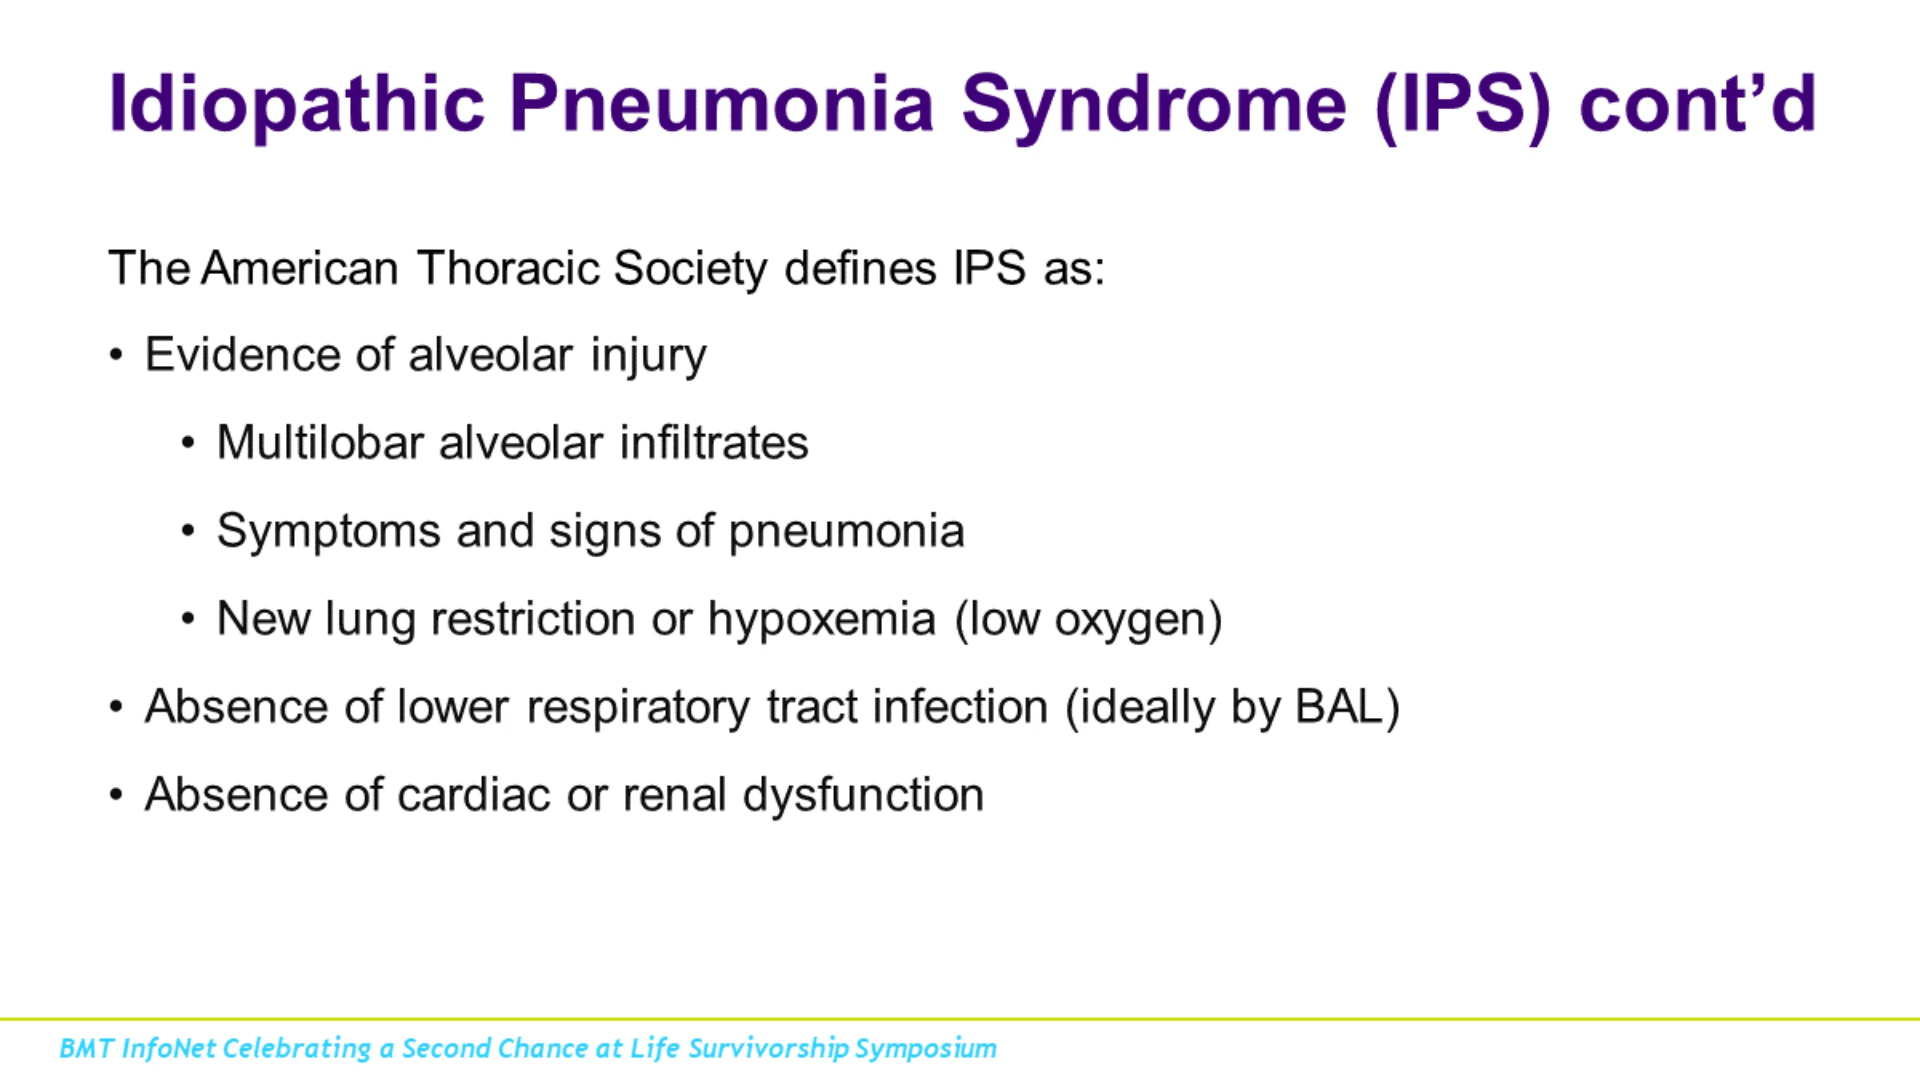 Idiopathic Pneumonia Syndrome (IPS) cont’d
The American Thoracic Society defines IPS as:
• Evidence of alveolar injury
• Multilobar alveolar infiltrates
• Symptoms and signs of pneumonia
• New lung restriction or hypoxemia (low oxygen)
• Absence of lower respiratory tract infection (ideally by BAL)
• Absence of cardiac or renal dysfunction
BMT InfoNet Celebrating a Second Chance at Life Survivorship Symposium